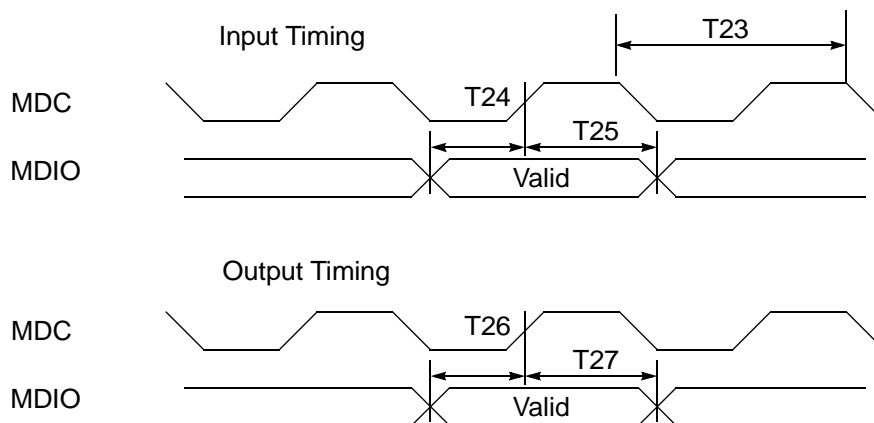 Input Timing
T23
MDC
T24
T25
MDIO
Valid
Output Timing
MDC
T26
T27
MDIO
Valid